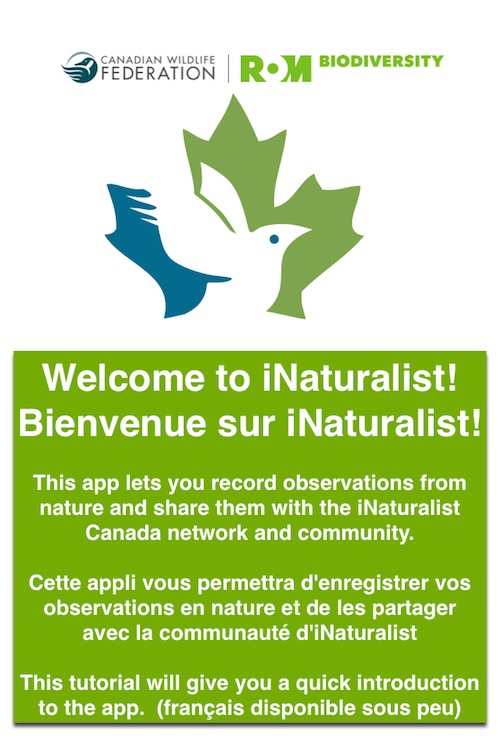 CANADIAN WILDLIFE
FEDERATION
ROM BIODIVERSITY
Welcome to iNaturalist!
Bienvenue sur iNaturalist!
This app lets you record observations from
nature and share them with the iNaturalist
Canada network and community.
Cette appli vous permettra d'enregistrer vos
observations en nature et de les partager
avec la communauté d'iNaturalist
This tutorial will give you a quick introduction
to the app.  (français disponible sous peu)